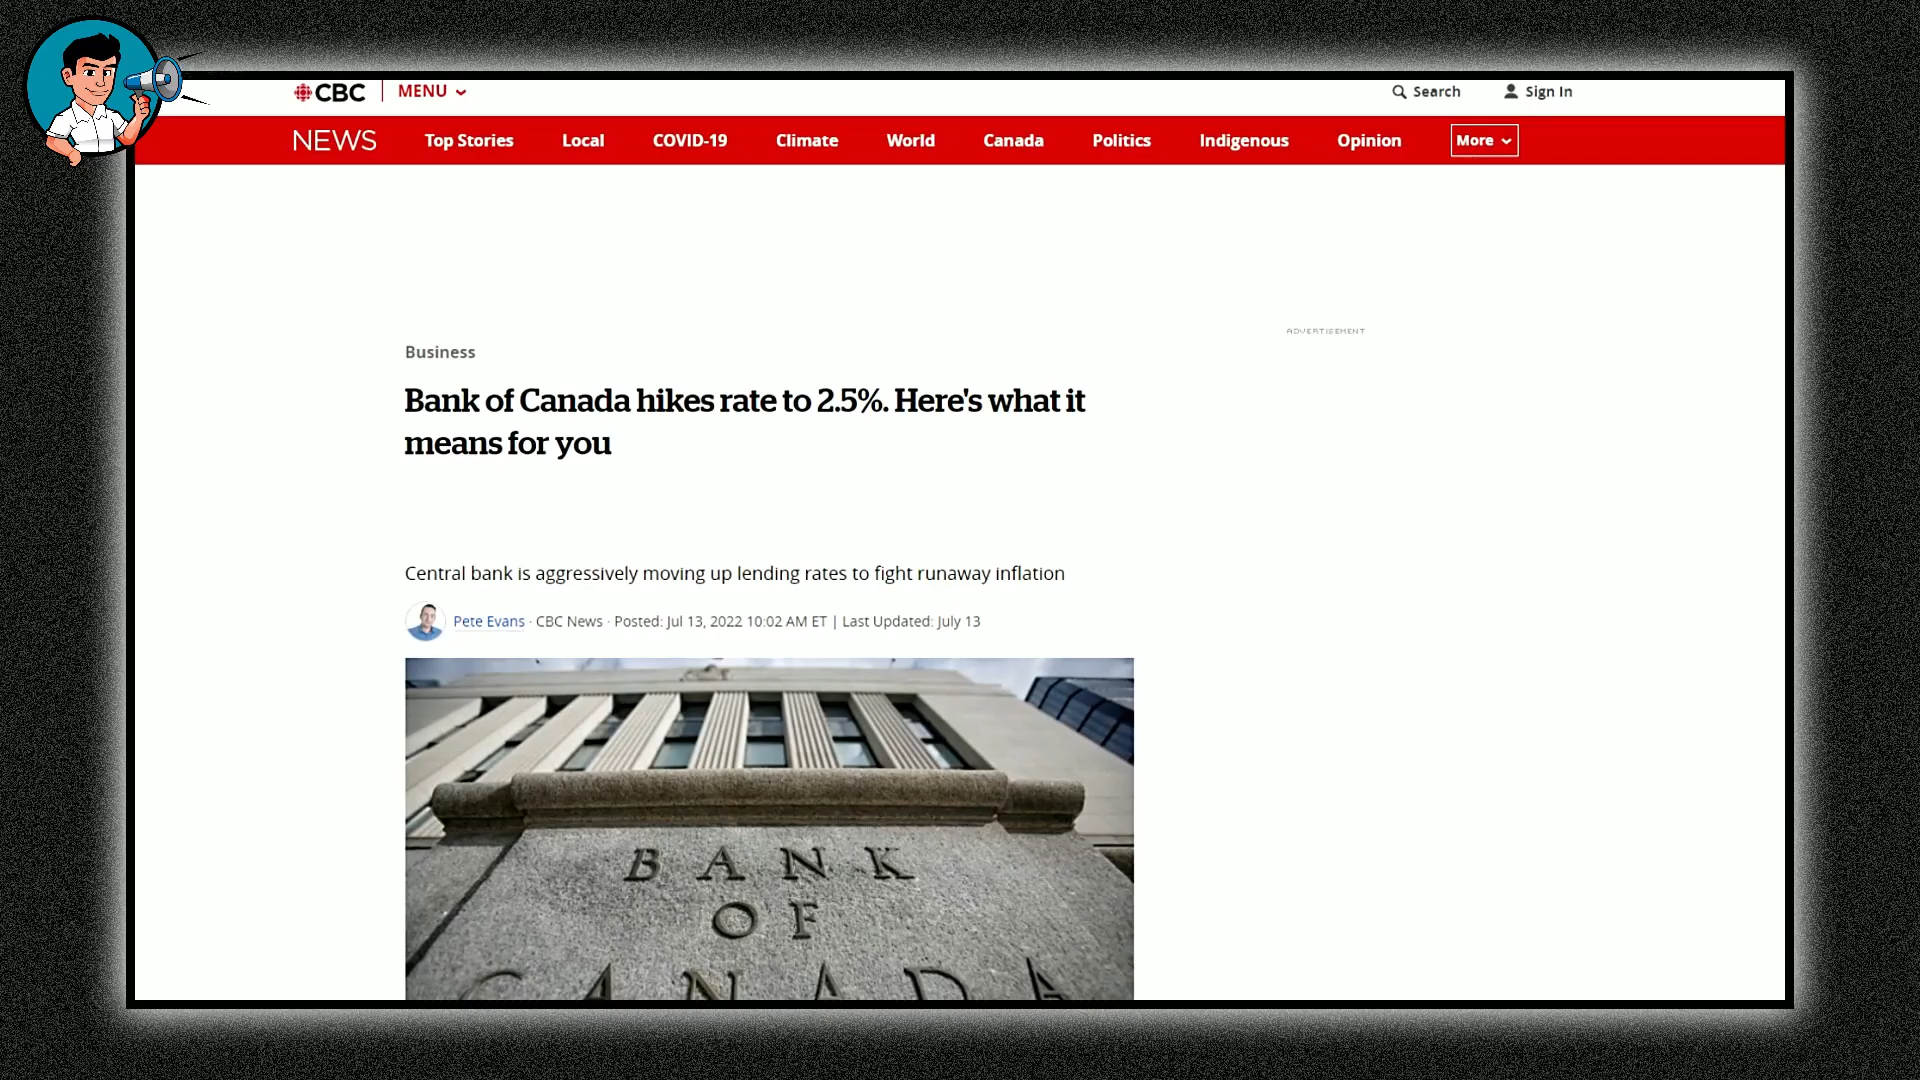 CBC MENU Search Sign In
NEWS Top Stories Local COVID-19 Climate World Canada Politics Indigenous Opinion More
ADVERTISEMENT
Business
Bank of Canada hikes rate to 2.5%. Here's what it
means for you
Central bank is aggressively moving up lending rates to fight runaway inflation
Pete Evans · CBC News · Posted: Jul 13, 2022 10:02 AM ET | Last Updated: July 13
BANK
OF
CANADA